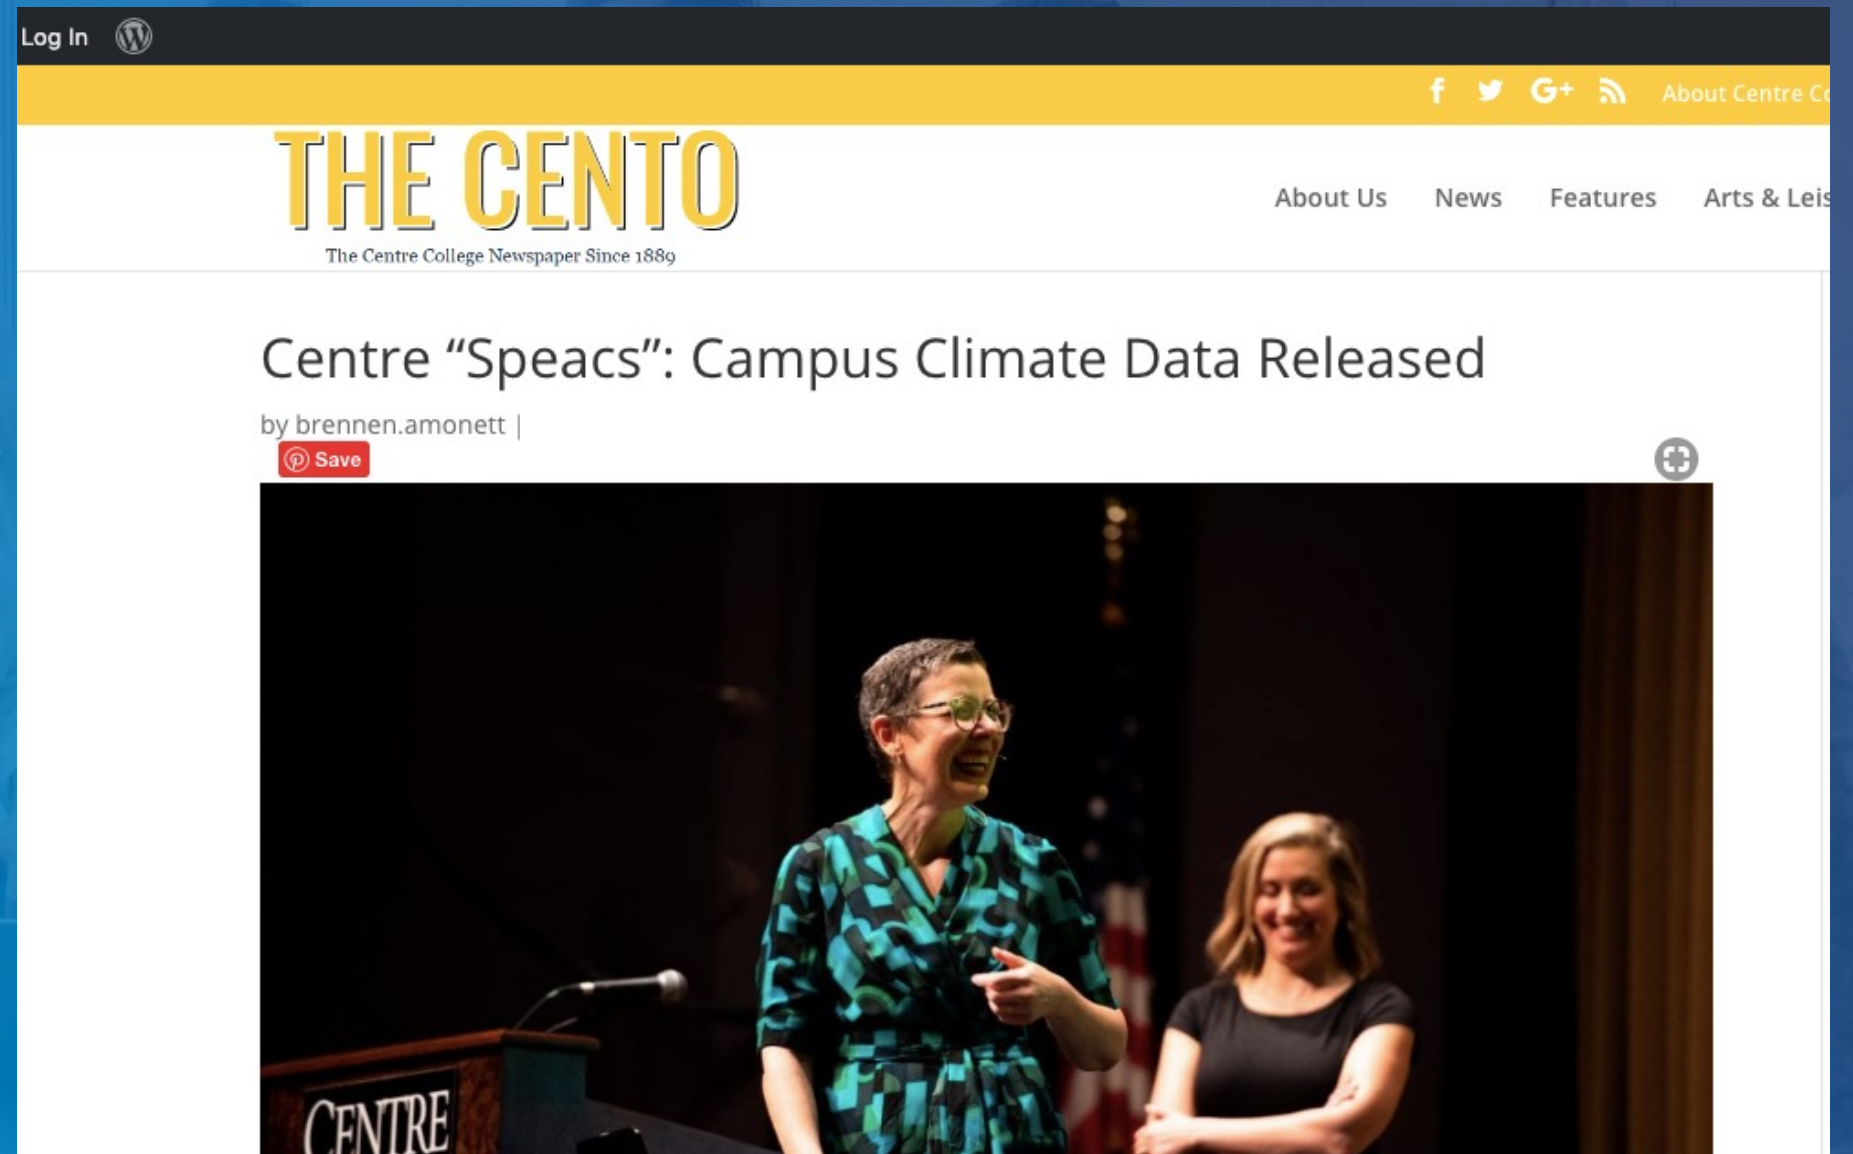 Log In
G+
About Centre
THE CENTO
The Centre College Newspaper Since 1889
About Us
News
Features
Arts &
Centre “Speacs”: Campus Climate Data Released
by brennen.amonett |
Save
CENTRE